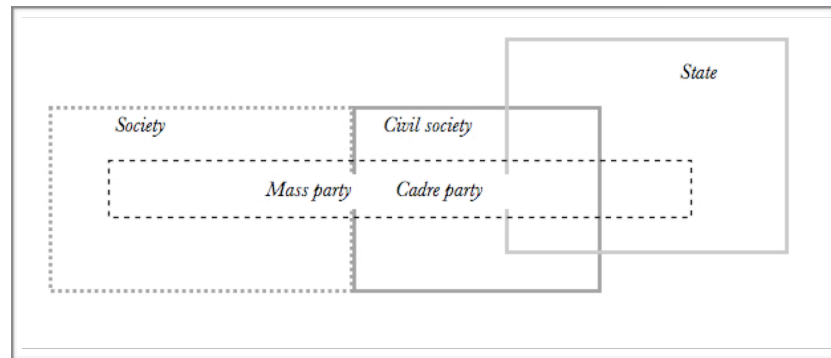 State
Society
Civil society
Mass party
Cadre party